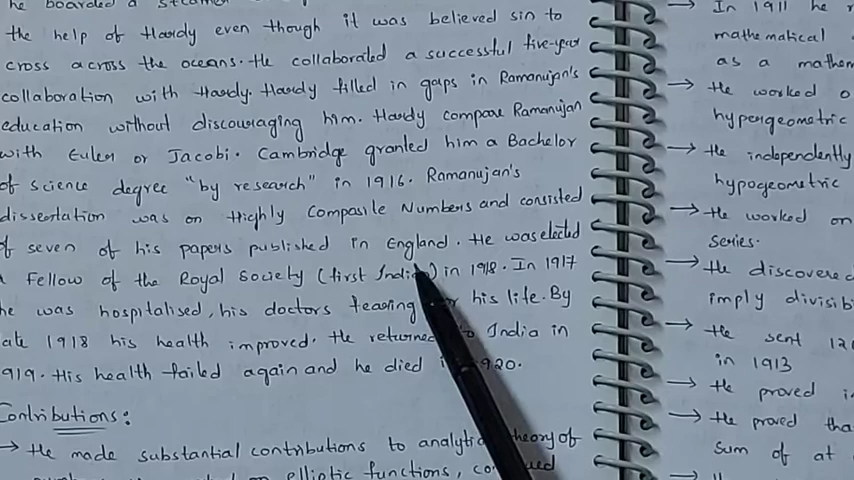 he boarded a steamer
the help of Hardy even though it was believed sin to
cross across the oceans. He collaborated a successful five-year
collaboration with Hardy. Hardy filled in gaps in Ramanujan's
education without discouraging him. Hardy compare Ramanujan
with Euler or Jacobi. Cambridge granted him a Bachelor
of science degree "by research" in 1916. Ramanujan's
dissertation was on Highly Composite Numbers and consisted
of seven of his papers published in England. He was elected
Fellow of the Royal Society (first Indian) in 1918. In 1917
he was hospitalised, his doctors fearing for his life. By
late 1918 his health improved. He returned to India in
1919. His health failed again and he died in 1920.
Contributions:
→ He made substantial contributions to analytic theory of
elliptic functions,
→ In 1911 he
mathematical
as a
→ He worked
hypergeometric
→ He independently
hypogeometric
→ He worked on
series.
→ The discovered
imply
→ He sent
in 1913
→ He proved
→ He proved
sum of at